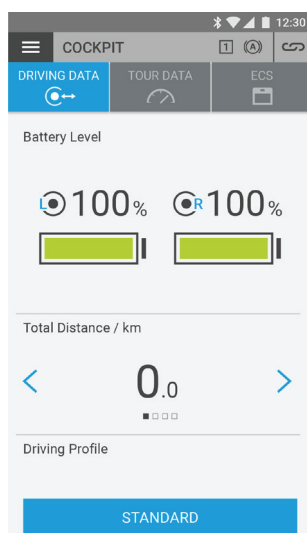 12:30
COCKPIT 1 A
DRIVING DATA TOUR DATA ECS
Battery Level
L 100% R 100%
Total Distance / km
0.0
Driving Profile
STANDARD